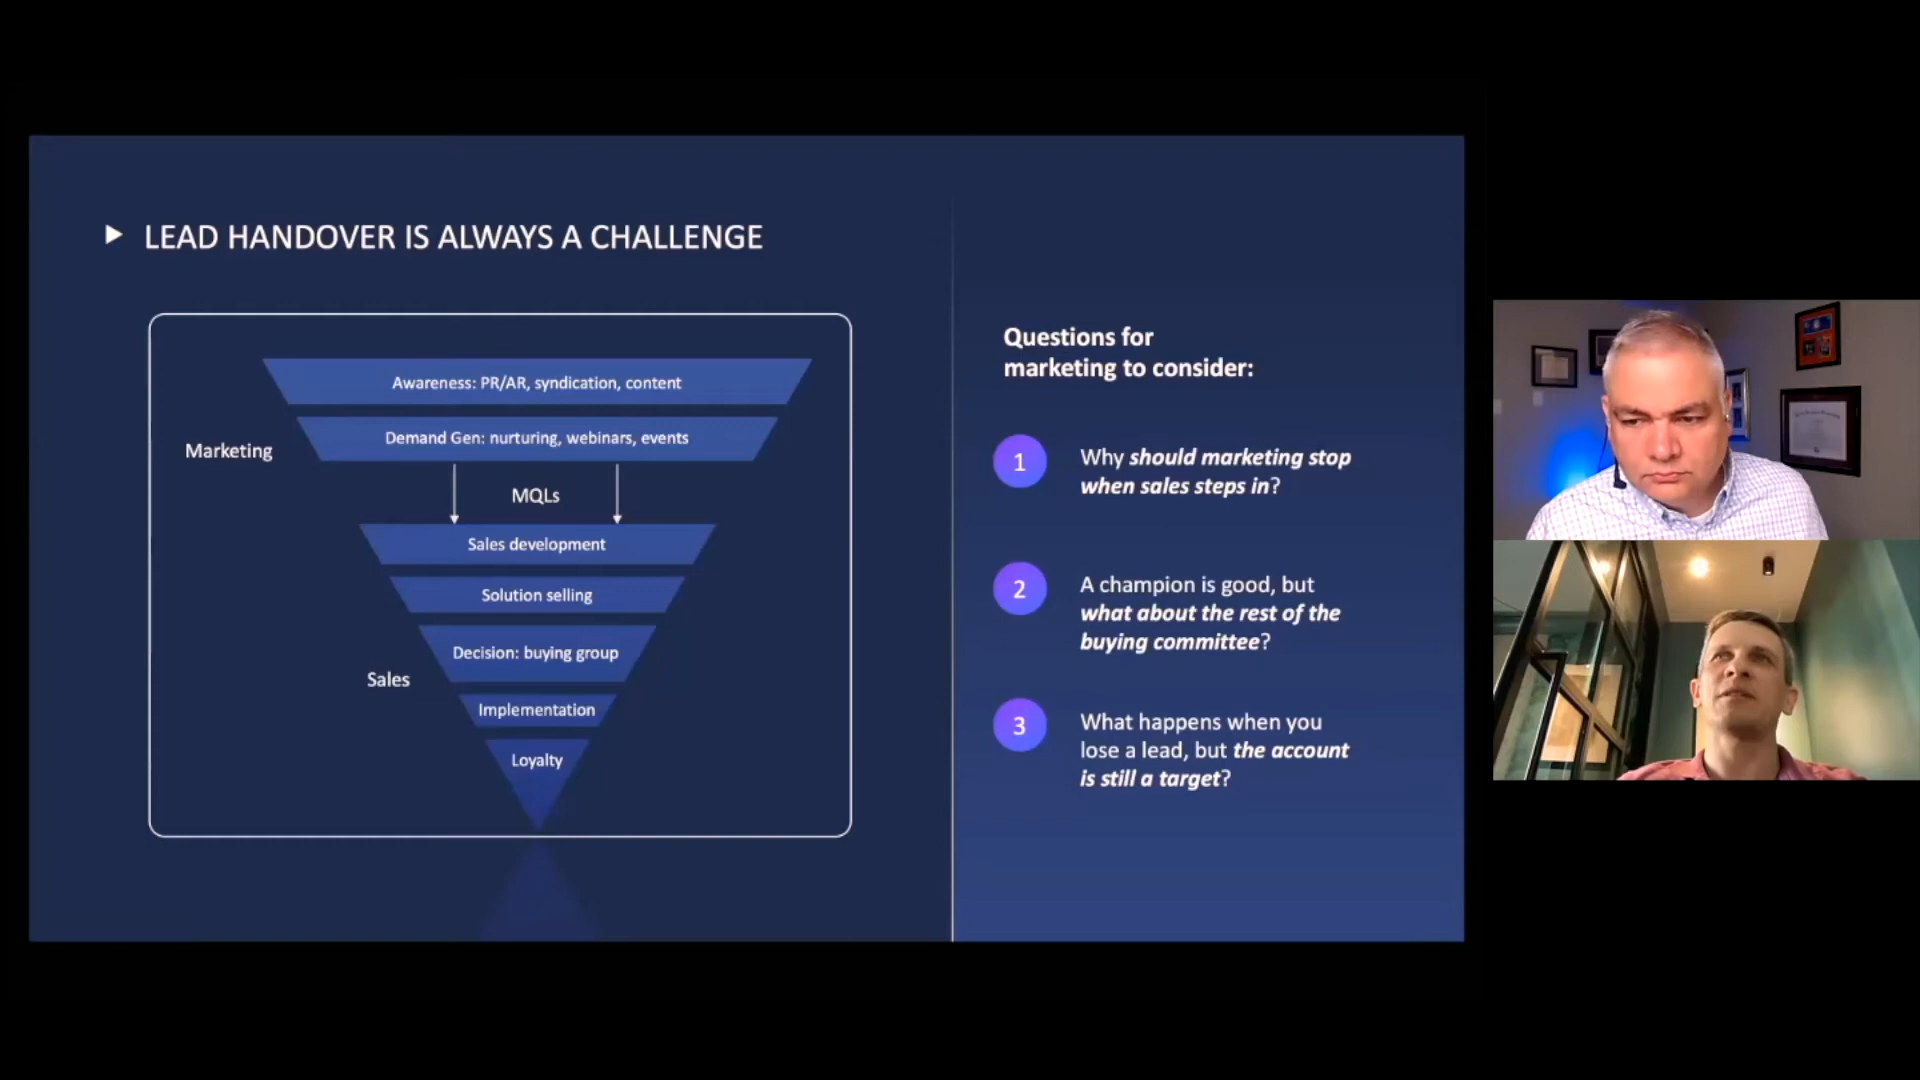 LEAD HANDOVER IS ALWAYS A CHALLENGE
Awareness: PR/AR, syndication, content
Demand Gen: nurturing, webinars, events
Marketing
MQLs
Sales development
Solution selling
Decision: buying group
Sales
Implementation
Loyalty
Questions for
marketing to consider:
1
Why should marketing stop
when sales steps in?
2
A champion is good, but
what about the rest of the
buying committee?
3
What happens when you
lose a lead, but the account
is still a target?